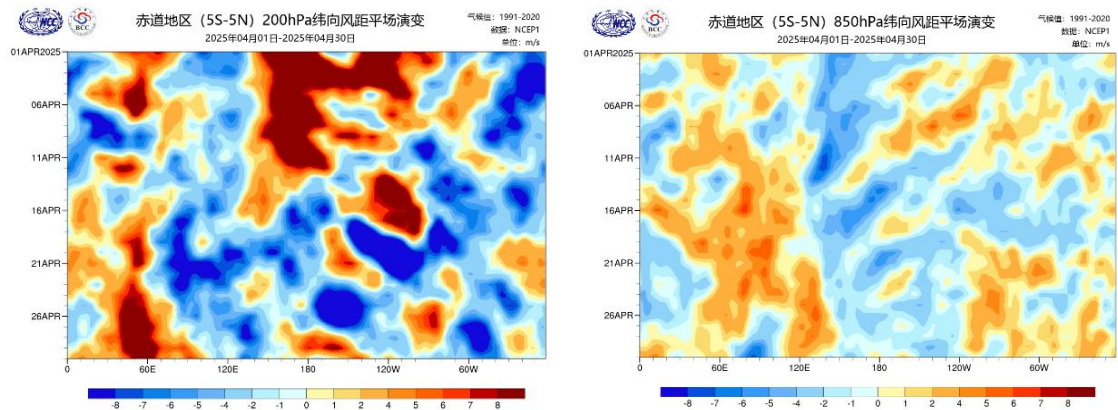 NCC
BCC
赤道地区（5S-5N）200hPa纬向风距平场演变
2025年04月01日-2025年04月30日
气候值：1991-2020
数据：NCEP1
单位：m/s
01APR2025
06APR
11APR
16APR
21APR
26APR
0 60E 120E 180 120W 60W
-8 -7 -5 -4 -2 -1 0 1 2 4 5 7 8
NCC
BCC
赤道地区（5S-5N）850hPa纬向风距平场演变
2025年04月01日-2025年04月30日
气候值：1991-2020
数据：NCEP1
单位：m/s
01APR2025
06APR
11APR
16APR
21APR
26APR
0 60E 120E 180 120W 60W
-8 -7 -5 -4 -2 -1 0 1 2 4 5 7 8